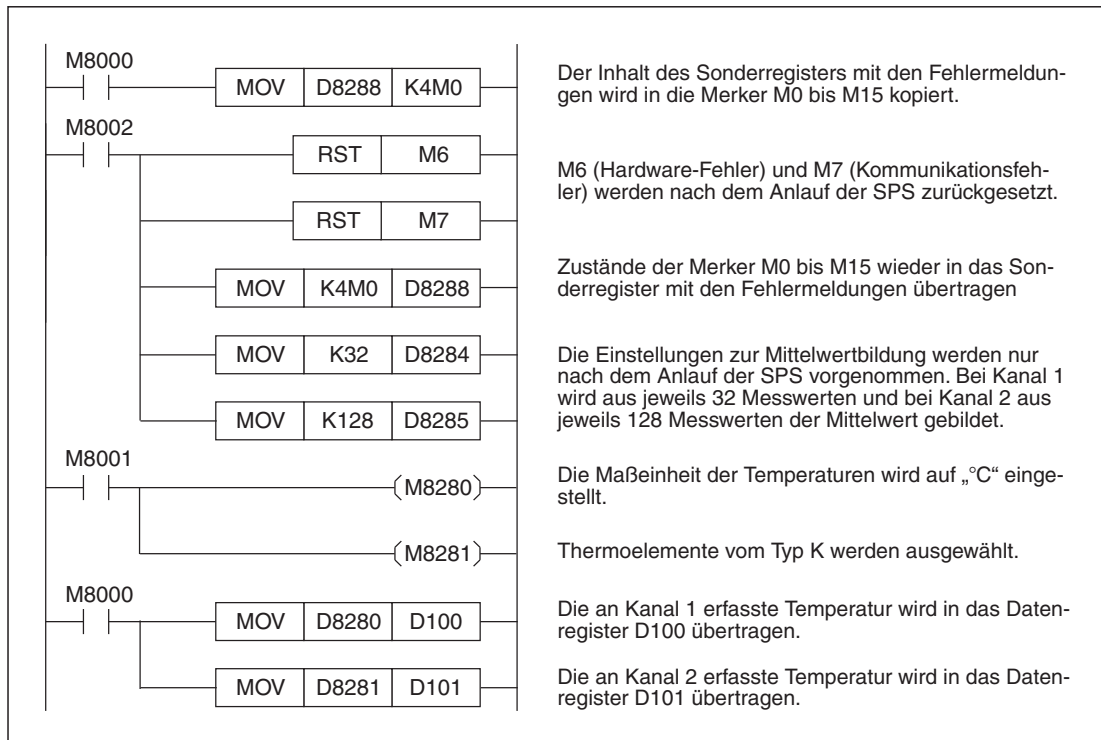 M8000
MOV D8288 K4M0
Der Inhalt des Sonderregisters mit den Fehlermeldun-
gen wird in die Merker M0 bis M15 kopiert.
M8002
RST M6
M6 (Hardware-Fehler) und M7 (Kommunikationsfeh-
ler) werden nach dem Anlauf der SPS zurückgesetzt.
RST M7
MOV K4M0 D8288
Zustände der Merker M0 bis M15 wieder in das Son-
derregister mit den Fehlermeldungen übertragen
MOV K32 D8284
Die Einstellungen zur Mittelwertbildung werden nur
nach dem Anlauf der SPS vorgenommen. Bei Kanal 1
wird aus jeweils 32 Messwerten und bei Kanal 2 aus
jeweils 128 Messwerten der Mittelwert gebildet.
MOV K128 D8285
M8001
M8280
Die Maßeinheit der Temperaturen wird auf „°C“ einge-
stellt.
M8281
Thermoelemente vom Typ K werden ausgewählt.
M8000
MOV D8280 D100
Die an Kanal 1 erfasste Temperatur wird in das Daten-
register D100 übertragen.
MOV D8281 D101
Die an Kanal 2 erfasste Temperatur wird in das Daten-
register D101 übertragen.